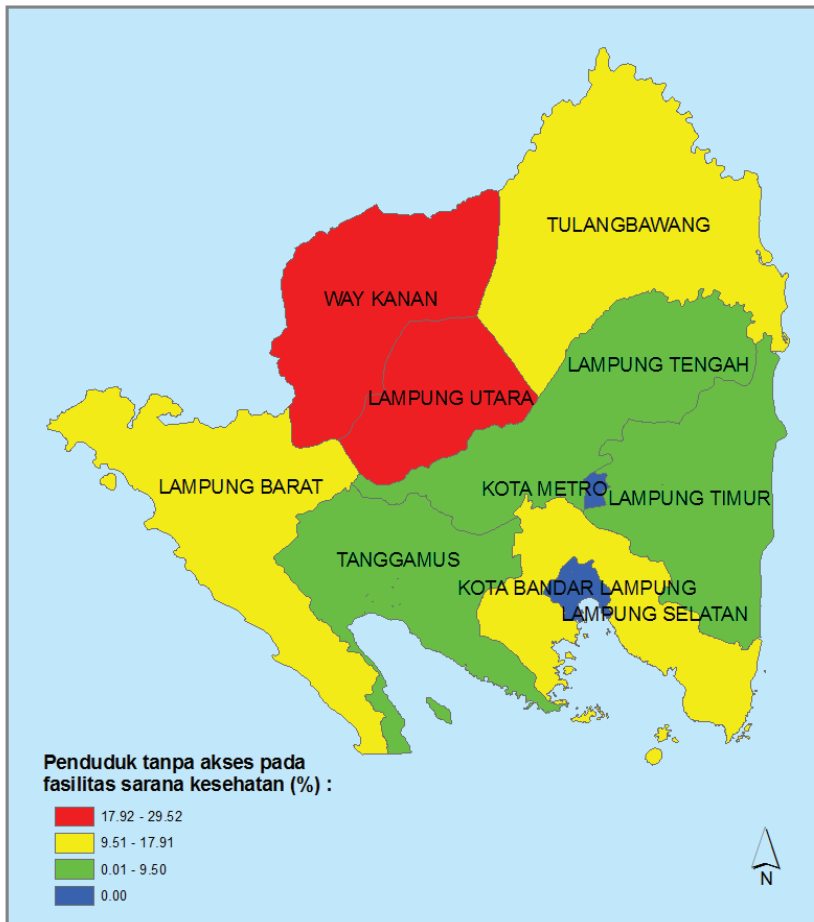 TULANGBAWANG
WAY KANAN
LAMPUNG TENGAH
LAMPUNG UTARA
LAMPUNG BARAT
KOTA METRO
LAMPUNG TIMUR
TANGGAMUS
KOTA BANDAR LAMPUNG
LAMPUNG SELATAN
Penduduk tanpa akses pada
fasilitas sarana kesehatan (%) :
17.92 - 29.52
9.51 - 17.91
0.01 - 9.50
0.00
N